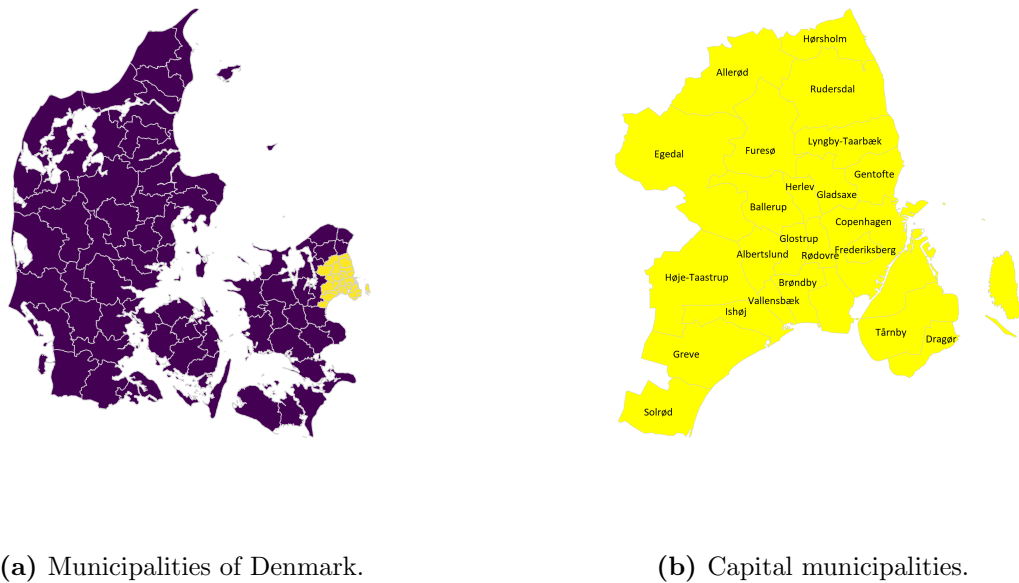 Hørsholm
Allerød
Rudersdal
Lyngby-Taarbæk
Furesø
Egedal
Gentofte
Herlev
Gladsaxe
Ballerup
Copenhagen
Glostrup
Frederiksberg
Albertslund
Rødovre
Høje-Taastrup
Brøndby
Vallensbæk
Ishøj
Tårnby
Dragør
Greve
Solrød
(a) Municipalities of Denmark.
(b) Capital municipalities.